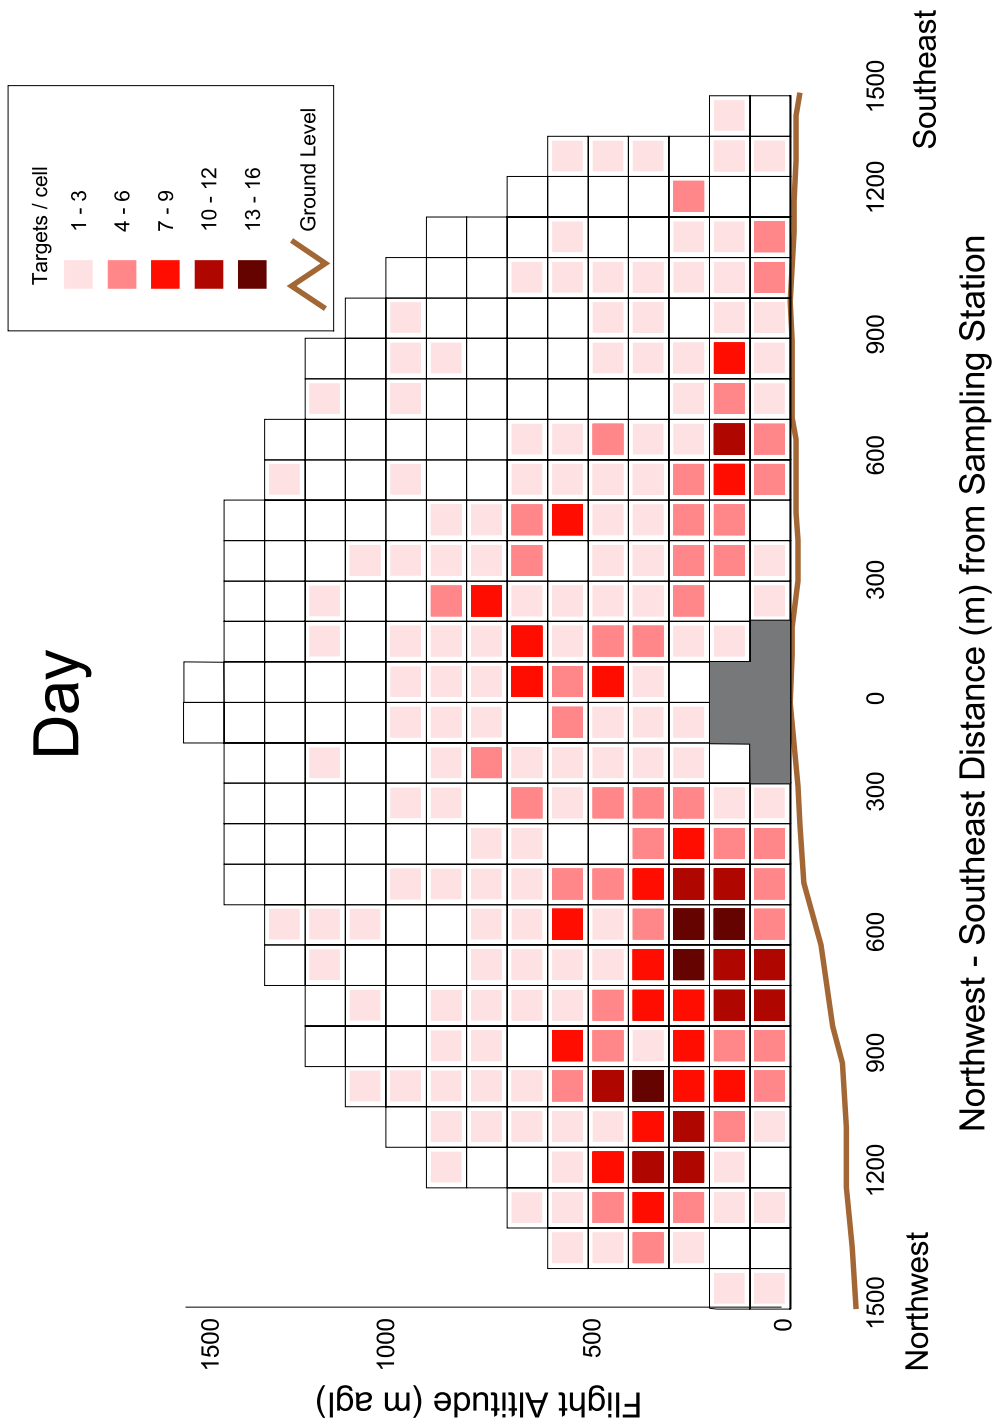 Day
Targets / cell
1 - 3
4 - 6
7 - 9
10 - 12
13 - 16
Ground Level
Flight Altitude (m agl)
1500
1000
500
0
1500
1200
900
600
300
0
300
600
900
1200
1500
Northwest
Southeast
Northwest - Southeast Distance (m) from Sampling Station